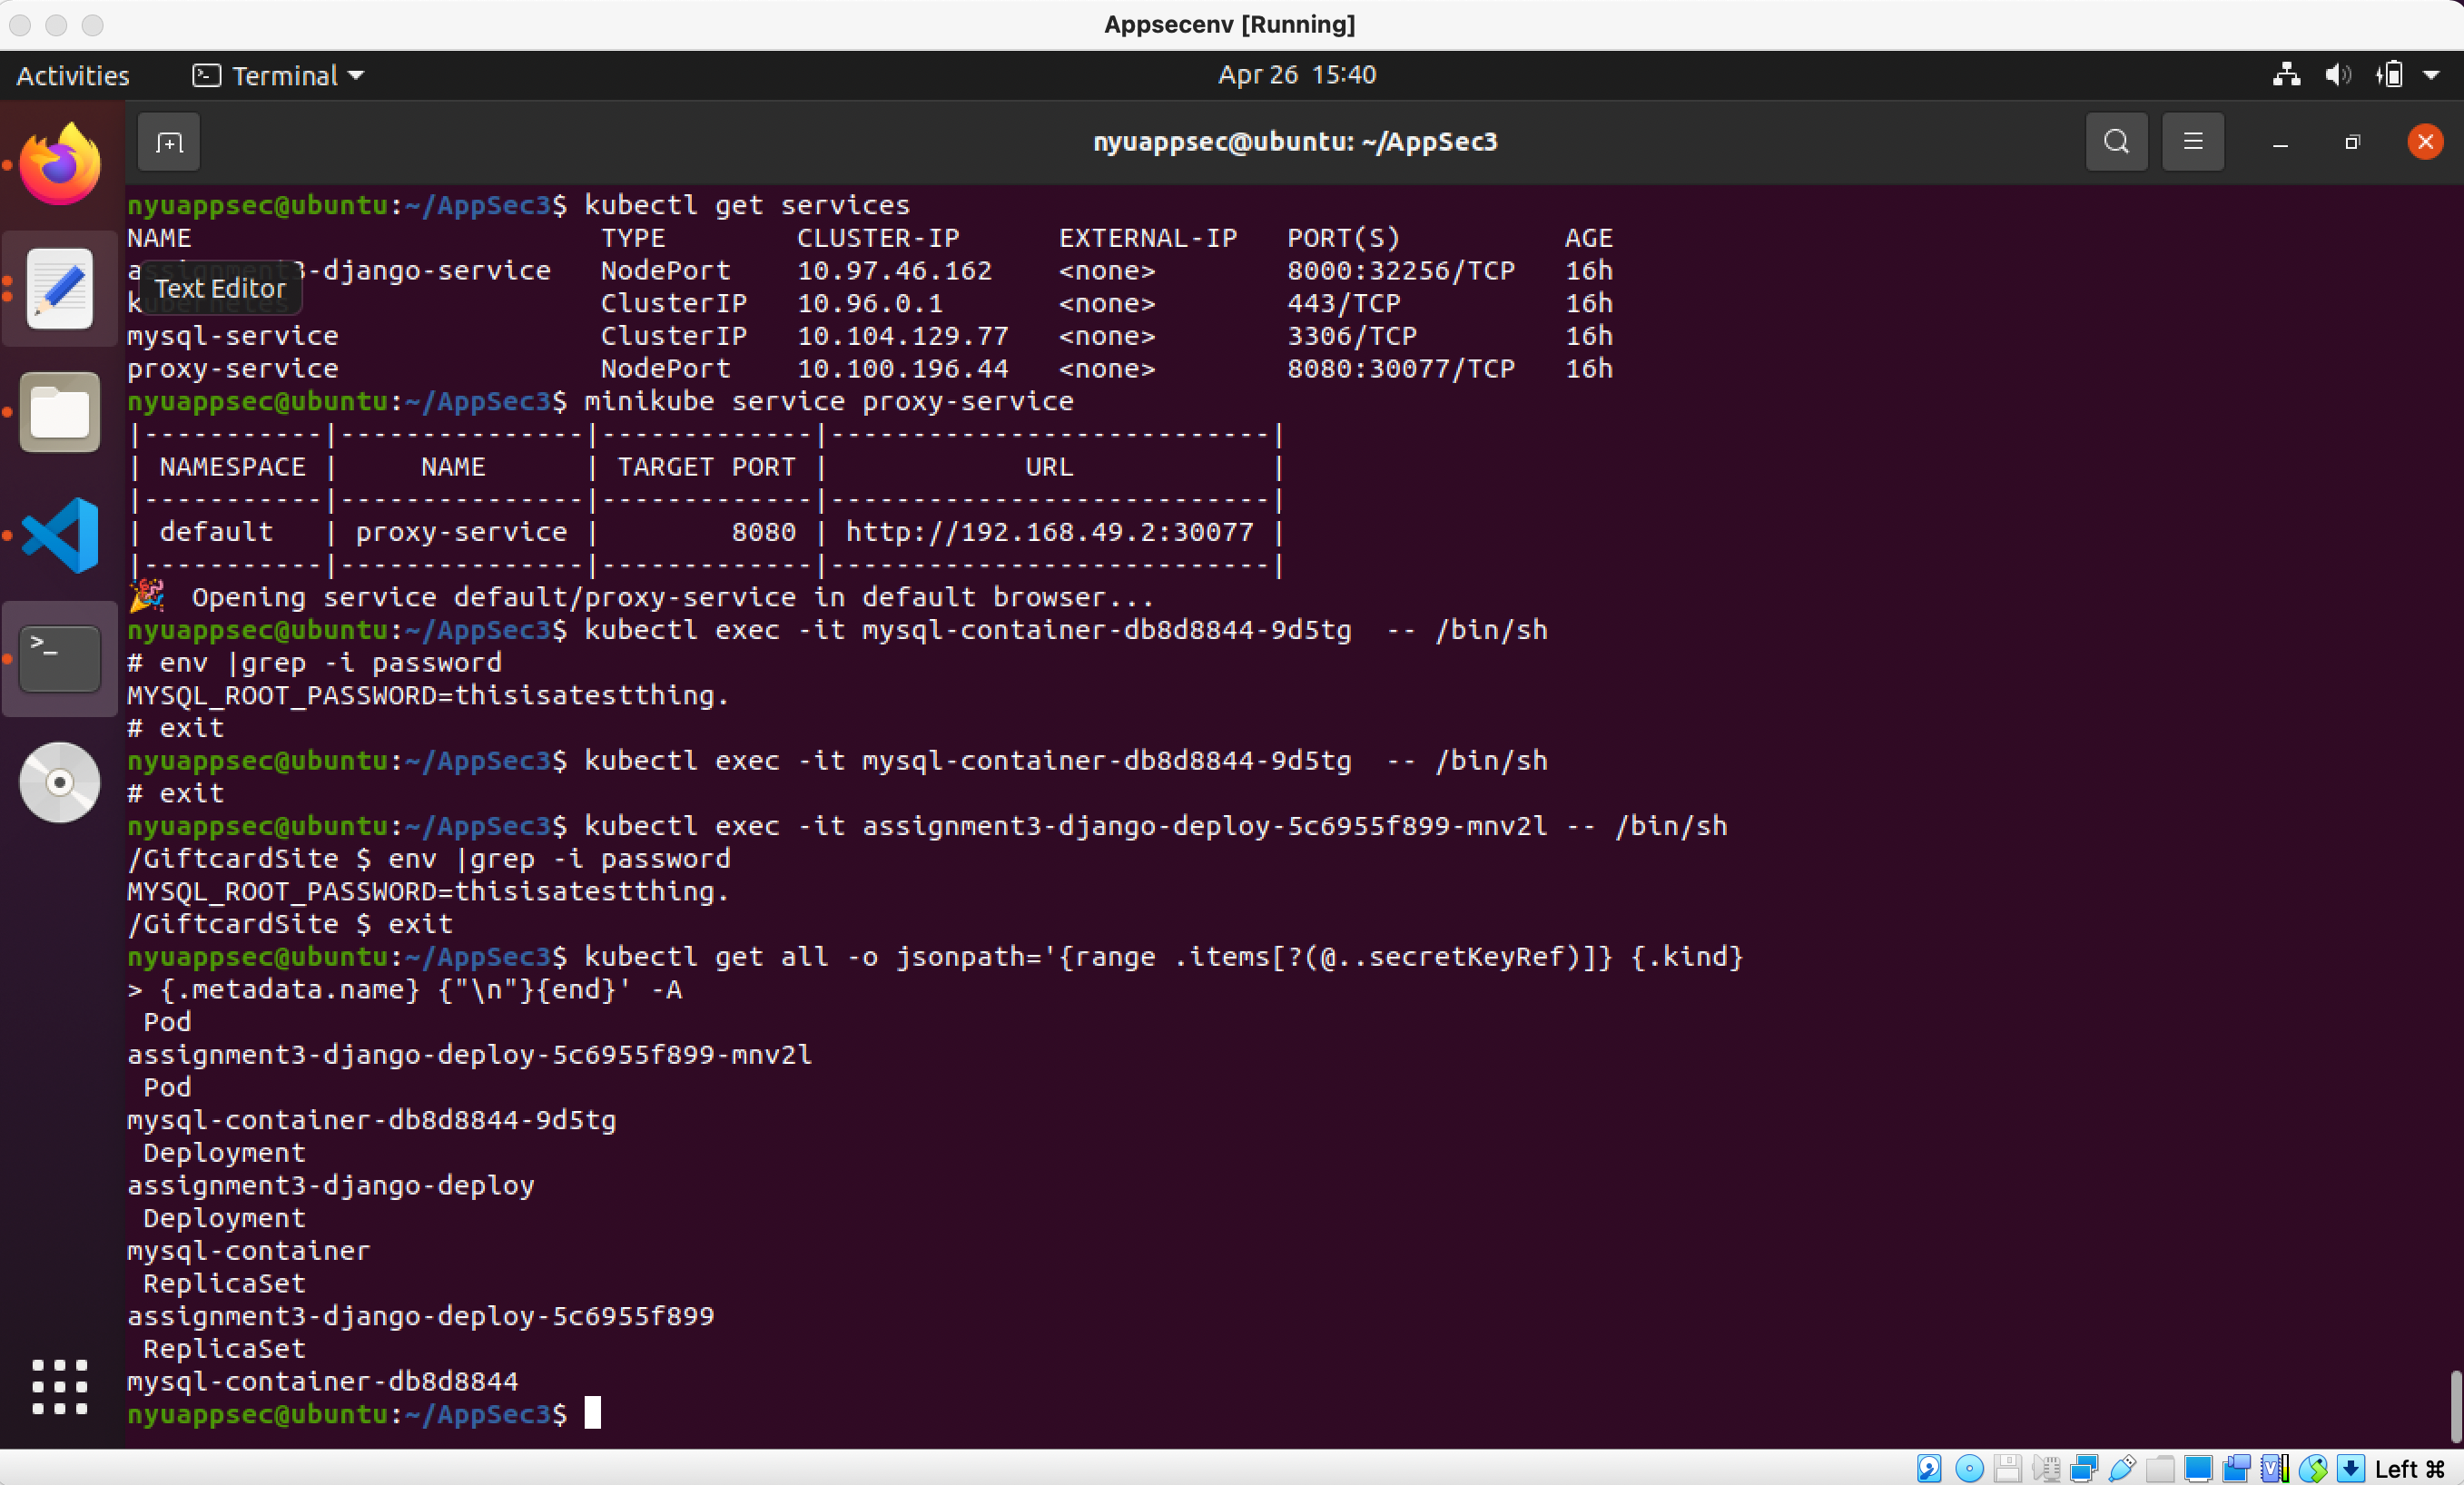 Appsecenv [Running]
Activities
Terminal
Apr 26 15:40
nyuappsec@ubuntu: ~/AppSec3
nyuappsec@ubuntu:~/AppSec3$ kubectl get services
NAME TYPE CLUSTER-IP EXTERNAL-IP PORT(S) AGE
assignment3-django-service NodePort 10.97.46.162 <none> 8000:32256/TCP 16h
Text Editor
kubernetes ClusterIP 10.96.0.1 <none> 443/TCP 16h
mysql-service ClusterIP 10.104.129.77 <none> 3306/TCP 16h
proxy-service NodePort 10.100.196.44 <none> 8080:30077/TCP 16h
nyuappsec@ubuntu:~/AppSec3$ minikube service proxy-service
|-----------|---------------|-------------|---------------------------|
| NAMESPACE | NAME | TARGET PORT | URL |
|-----------|---------------|-------------|---------------------------|
| default | proxy-service | 8080 | http://192.168.49.2:30077 |
|-----------|---------------|-------------|---------------------------|
🎉 Opening service default/proxy-service in default browser...
nyuappsec@ubuntu:~/AppSec3$ kubectl exec -it mysql-container-db8d8844-9d5tg -- /bin/sh
# env |grep -i password
MYSQL_ROOT_PASSWORD=thisisatestthing.
# exit
nyuappsec@ubuntu:~/AppSec3$ kubectl exec -it mysql-container-db8d8844-9d5tg -- /bin/sh
# exit
nyuappsec@ubuntu:~/AppSec3$ kubectl exec -it assignment3-django-deploy-5c6955f899-mnv2l -- /bin/sh
/GiftcardSite $ env |grep -i password
MYSQL_ROOT_PASSWORD=thisisatestthing.
/GiftcardSite $ exit
nyuappsec@ubuntu:~/AppSec3$ kubectl get all -o jsonpath='{range .items[?(@..secretKeyRef)]} {.kind}
> {.metadata.name} {"\n"}{end}' -A
Pod
assignment3-django-deploy-5c6955f899-mnv2l
Pod
mysql-container-db8d8844-9d5tg
Deployment
assignment3-django-deploy
Deployment
mysql-container
ReplicaSet
assignment3-django-deploy-5c6955f899
ReplicaSet
mysql-container-db8d8844
nyuappsec@ubuntu:~/AppSec3$
Left ⌘